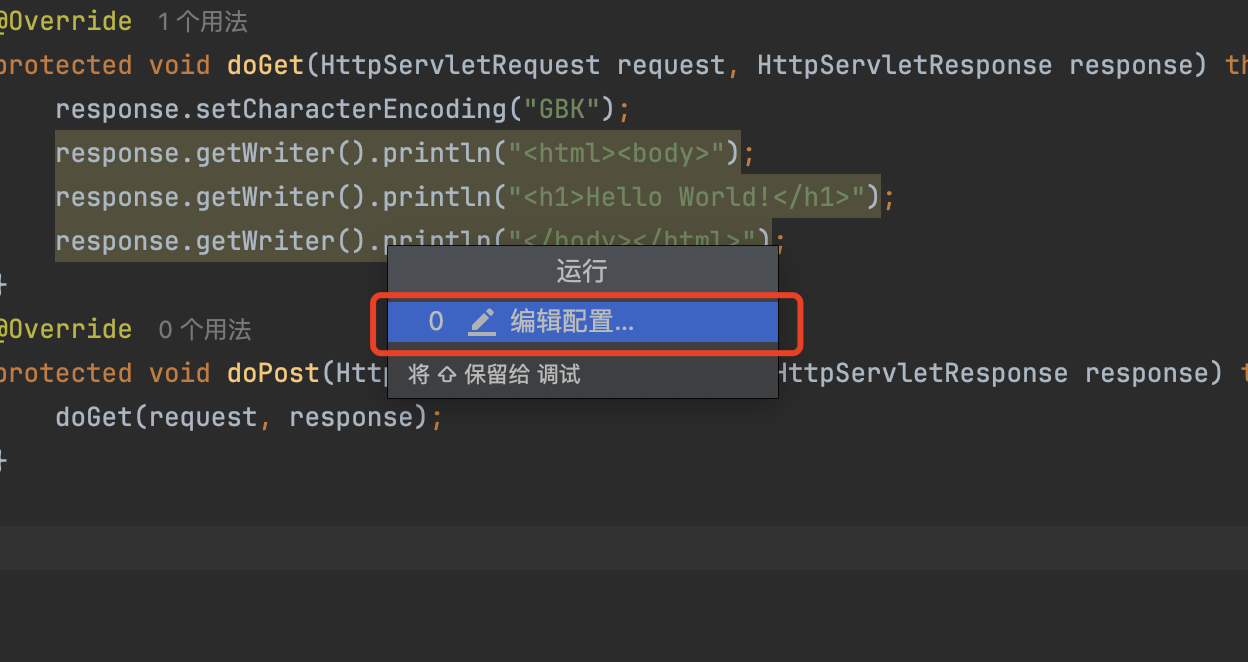 @Override 1 个用法
protected void doGet(HttpServletRequest request, HttpServletResponse response) th
response.setCharacterEncoding("GBK");
response.getWriter().println("<html><body>");
response.getWriter().println("<h1>Hello World!</h1>");
response.getWriter().println("</body></html>");
}
运行
0 编辑配置...
将 ⇧ 保留给 调试
@Override 0 个用法
protected void doPost(Htt HttpServletResponse response) t
doGet(request, response);
}